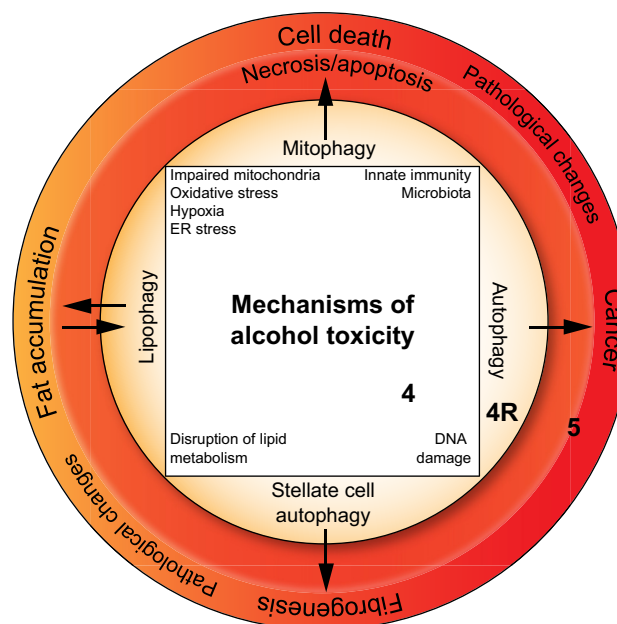 Cell death
Necrosis/apoptosis
Pathological changes
Mitophagy
Impaired mitochondria
Oxidative stress
Hypoxia
ER stress
Innate immunity
Microbiota
Fat accumulation
Lipophagy
Mechanisms of
alcohol toxicity
Autophagy
Cancer
4
4R
5
Disruption of lipid
metabolism
DNA
damage
Stellate cell
autophagy
Pathological changes
Fibrogenesis